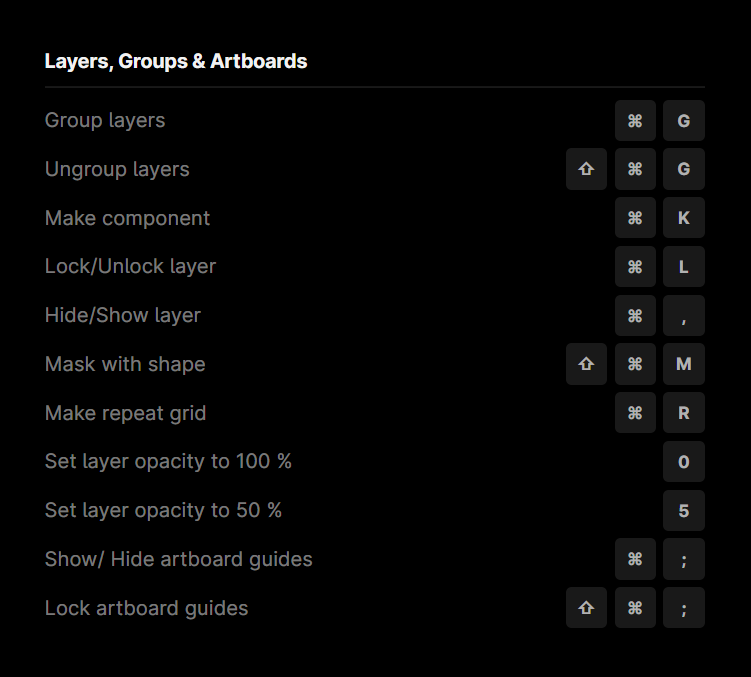 Layers, Groups & Artboards
Group layers ⌘ G
Ungroup layers ⇧ ⌘ G
Make component ⌘ K
Lock/Unlock layer ⌘ L
Hide/Show layer ⌘ ,
Mask with shape ⇧ ⌘ M
Make repeat grid ⌘ R
Set layer opacity to 100 % 0
Set layer opacity to 50 % 5
Show/ Hide artboard guides ⌘ ;
Lock artboard guides ⇧ ⌘ ;